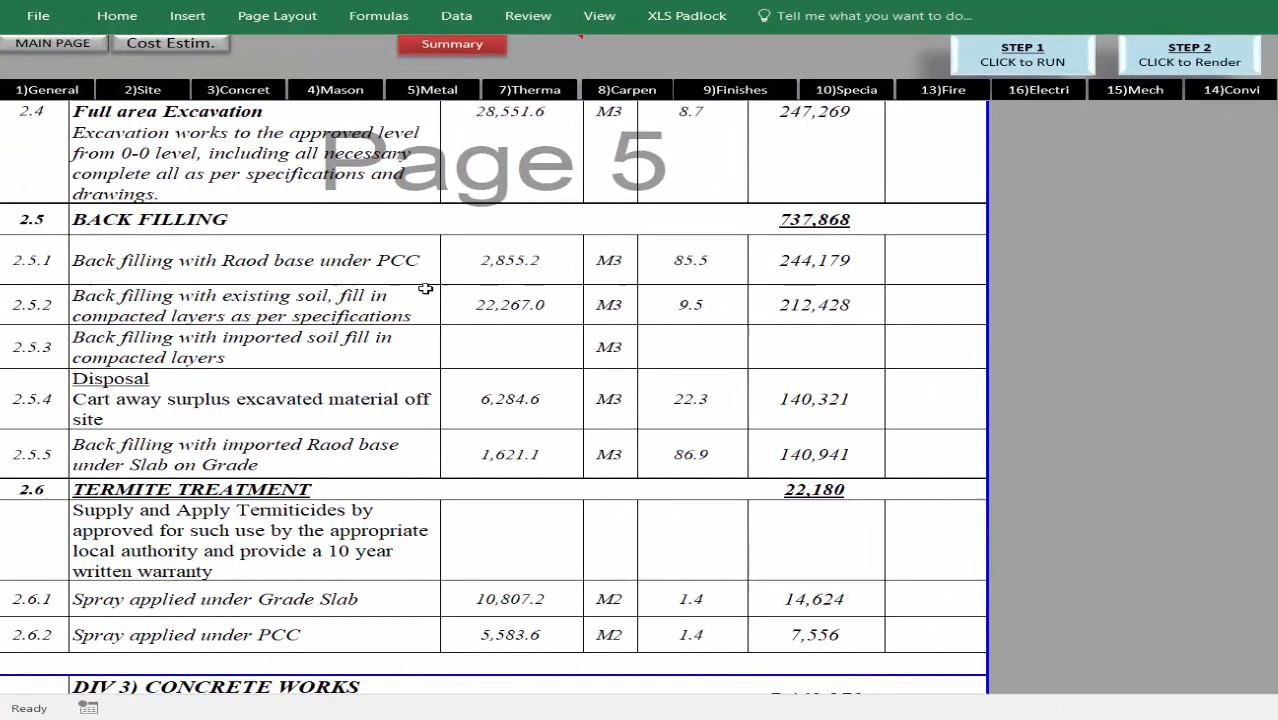 File Home Insert Page Layout Formulas Data Review View XLS Padlock Tell me what you want to do...
MAIN PAGE Cost Estim. Summary STEP 1 STEP 2
CLICK to RUN CLICK to Render
1)General 2)Site 3)Concret 4)Mason 5)Metal 7)Therma 8)Carpen 9)Finishes 10)Specia 13)Fire 16)Electri 15)Mech 14)Convi
2.4 Full area Excavation 28,551.6 M3 8.7 247,269
Excavation works to the approved level
from 0-0 level, including all necessary
complete all as per specifications and
drawings.
Page 5
2.5 BACK FILLING 737,868
2.5.1 Back filling with Raod base under PCC 2,855.2 M3 85.5 244,179
2.5.2 Back filling with existing soil, fill in 22,267.0 M3 9.5 212,428
compacted layers as per specifications
2.5.3 Back filling with imported soil fill in M3
compacted layers
Disposal
2.5.4 Cart away surplus excavated material off 6,284.6 M3 22.3 140,321
site
2.5.5 Back filling with imported Raod base 1,621.1 M3 86.9 140,941
under Slab on Grade
2.6 TERMITE TREATMENT 22,180
Supply and Apply Termiticides by
approved for such use by the appropriate
local authority and provide a 10 year
written warranty
2.6.1 Spray applied under Grade Slab 10,807.2 M2 1.4 14,624
2.6.2 Spray applied under PCC 5,583.6 M2 1.4 7,556
DIV 3) CONCRETE WORKS
Ready